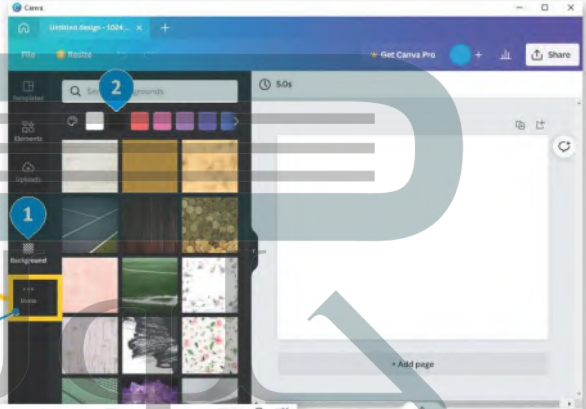 Canva
Untitled design - 1024...
File
Resize
Get Canva Pro
Share
Templates
2
5.0s
Elements
Uploads
1
Background
More
+ Add page